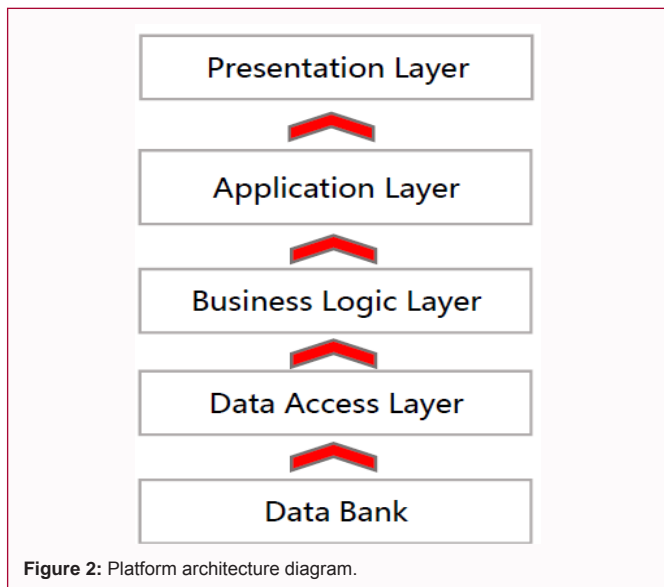 Presentation Layer
Application Layer
Business Logic Layer
Data Access Layer
Data Bank
Figure 2: Platform architecture diagram.